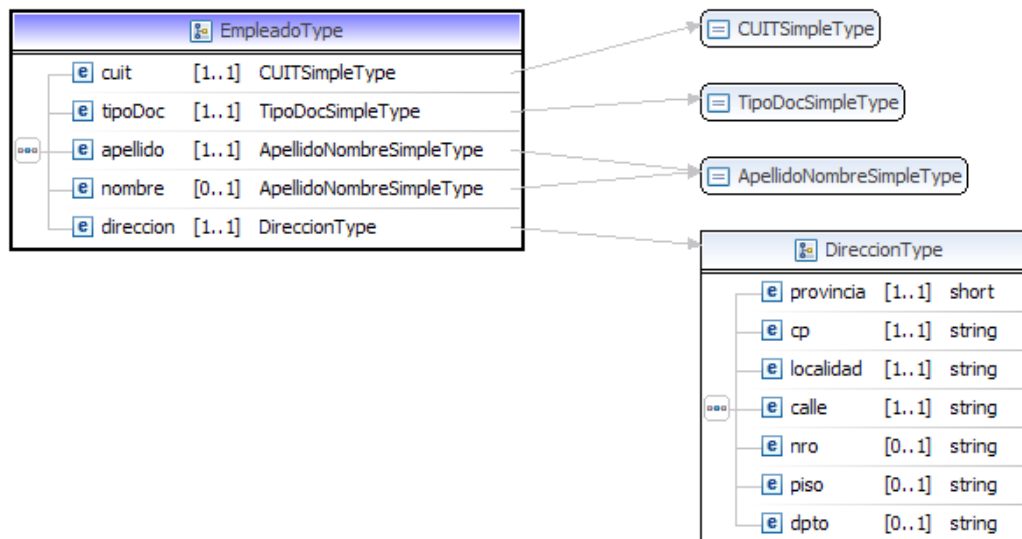 EmpleadoType
e cuit [1..1] CUITSimpleType
e tipoDoc [1..1] TipoDocSimpleType
e apellido [1..1] ApellidoNombreSimpleType
e nombre [0..1] ApellidoNombreSimpleType
e direccion [1..1] DireccionType
CUITSimpleType
TipoDocSimpleType
ApellidoNombreSimpleType
DireccionType
e provincia [1..1] short
e cp [1..1] string
e localidad [1..1] string
e calle [1..1] string
e nro [0..1] string
e piso [0..1] string
e dpto [0..1] string